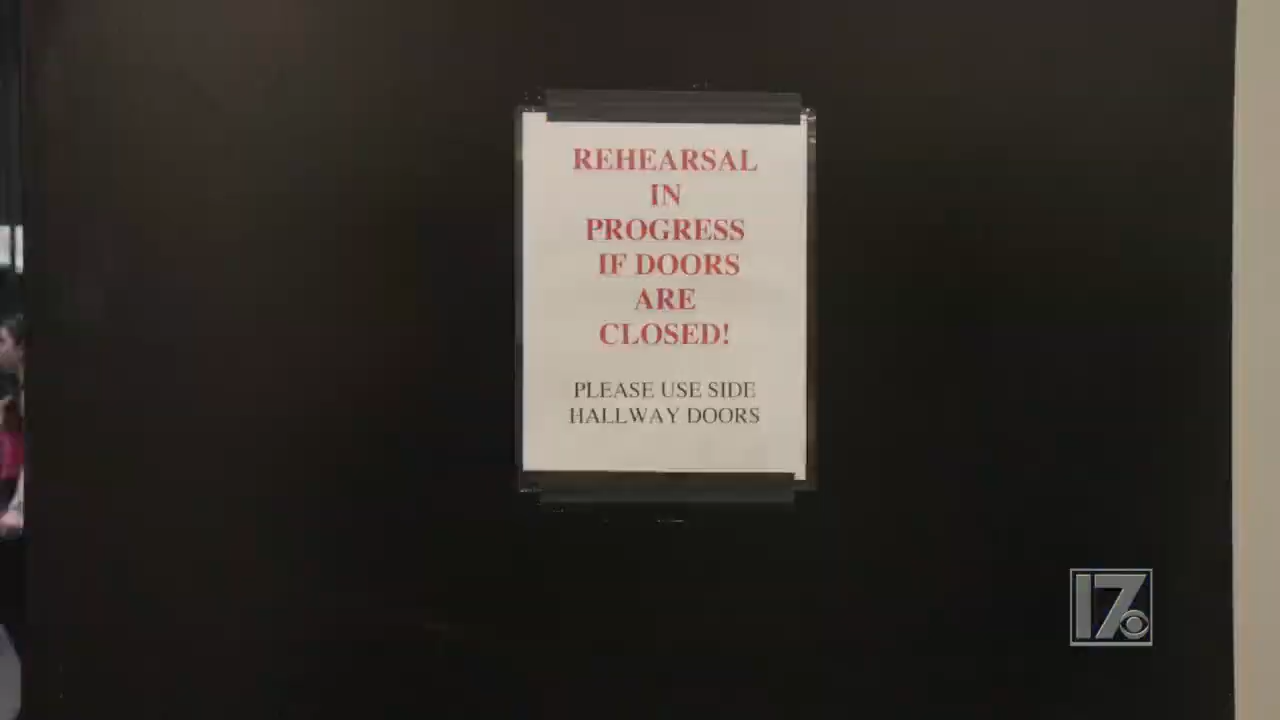 REHEARSAL
IN
PROGRESS
IF DOORS
ARE
CLOSED!
PLEASE USE SIDE
HALLWAY DOORS
17